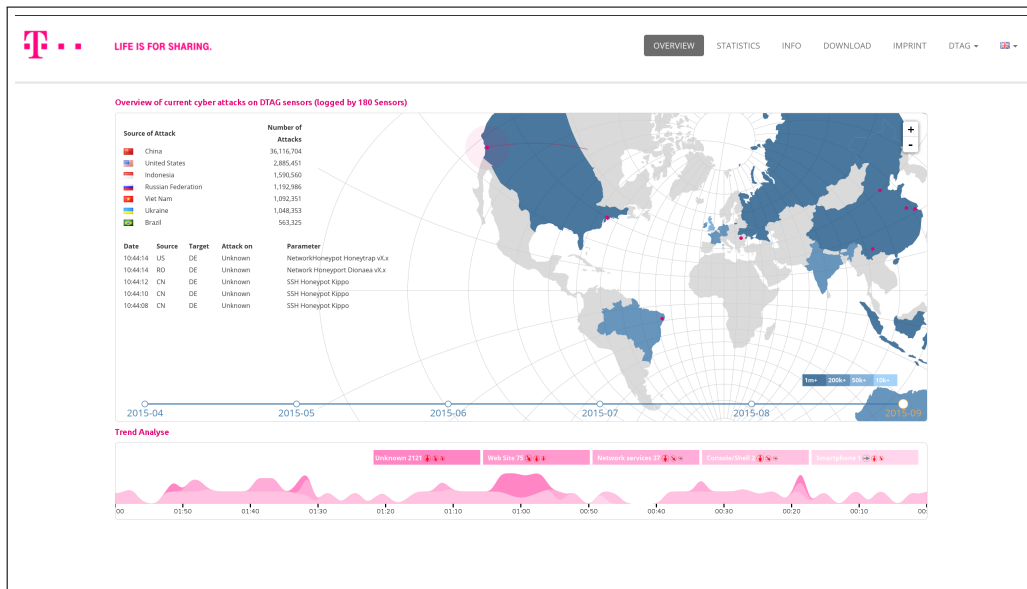 T
LIFE IS FOR SHARING.
OVERVIEW STATISTICS INFO DOWNLOAD IMPRINT DTAG
Overview of current cyber attacks on DTAG sensors (logged by 180 Sensors)
Source of Attack Number of Attacks
China 36,116,704
United States 2,885,451
Indonesia 1,590,560
Russian Federation 1,192,986
Viet Nam 1,092,351
Ukraine 1,048,353
Brazil 563,325
Date Source Target Attack on Parameter
10:44:14 US DE Unknown NetworkHoneypot Honeytrap vX.x
10:44:14 RO DE Unknown Network Honeyport Dionaea vX.x
10:44:12 CN DE Unknown SSH Honeypot Kippo
10:44:10 CN DE Unknown SSH Honeypot Kippo
10:44:08 CN DE Unknown SSH Honeypot Kippo
+
-
1m+ 200k+ 50k+ 10k+
2015-04 2015-05 2015-06 2015-07 2015-08 2015-09
Trend Analyse
Unknown 2121 Web Site 75 Network services 37 Console/Shell 2 Smartphone 1
:00 01:50 01:40 01:30 01:20 01:10 01:00 00:50 00:40 00:30 00:20 00:10 00: